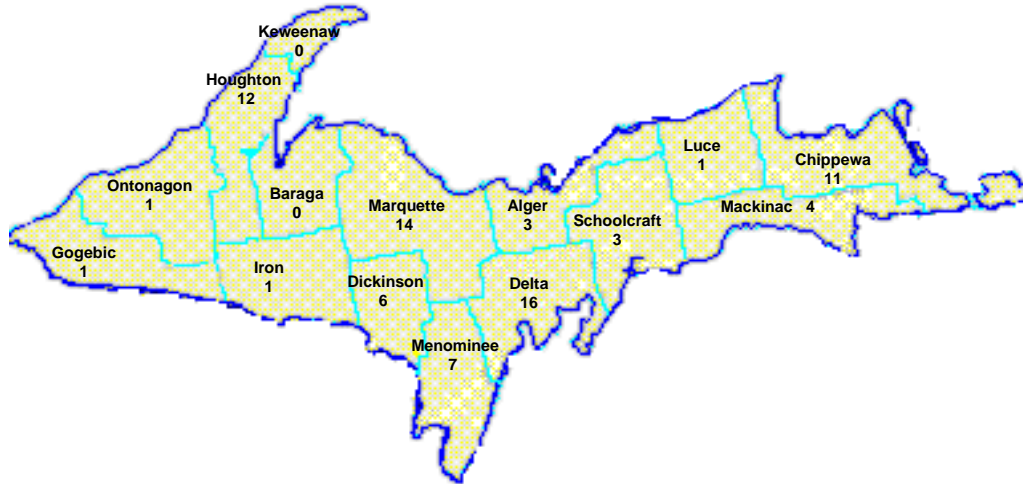 Keweenaw
0
Houghton
12
Luce
1
Chippewa
11
Ontonagon
1
Baraga
0
Marquette
14
Alger
3
Schoolcraft
3
Mackinac 4
Gogebic
1
Iron
1
Dickinson
6
Delta
16
Menominee
7